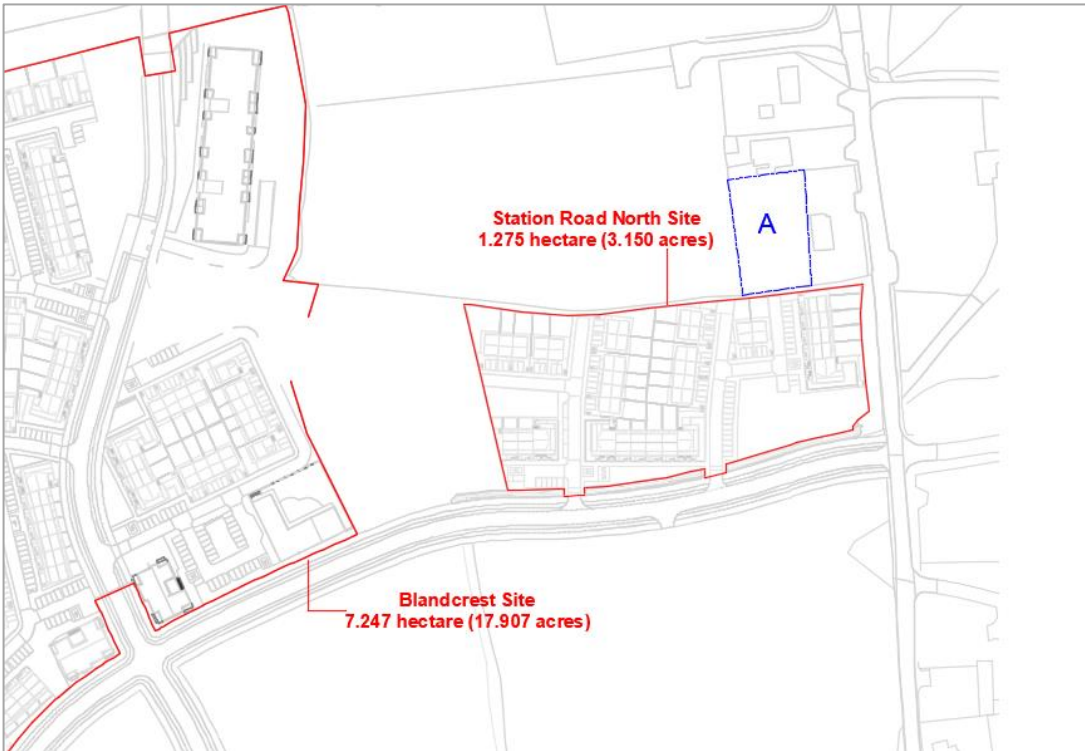 Station Road North Site
1.275 hectare (3.150 acres)
A
Blandcrest Site
7.247 hectare (17.907 acres)